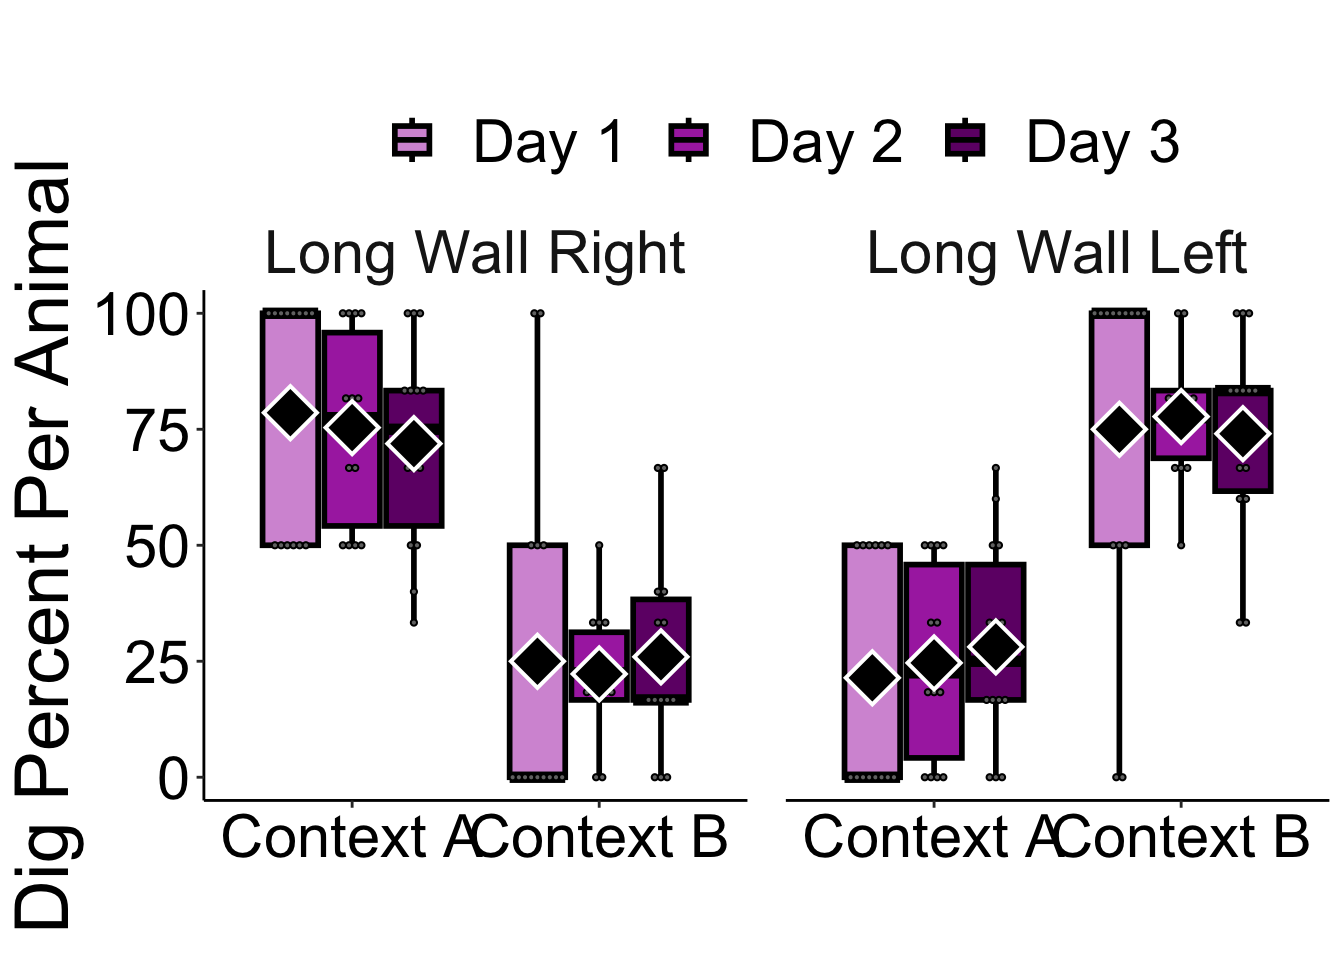 Day 1 Day 2 Day 3
Long Wall Right Long Wall Left
Dig Percent Per Animal
100
75
50
25
0
Context A Context B Context A Context B